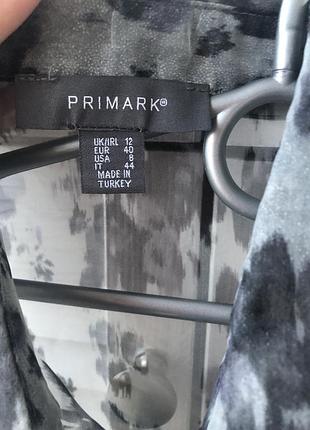 PRIMARK®
UK/IRL 12
EUR 40
USA 8
IT 44
MADE IN
TURKEY